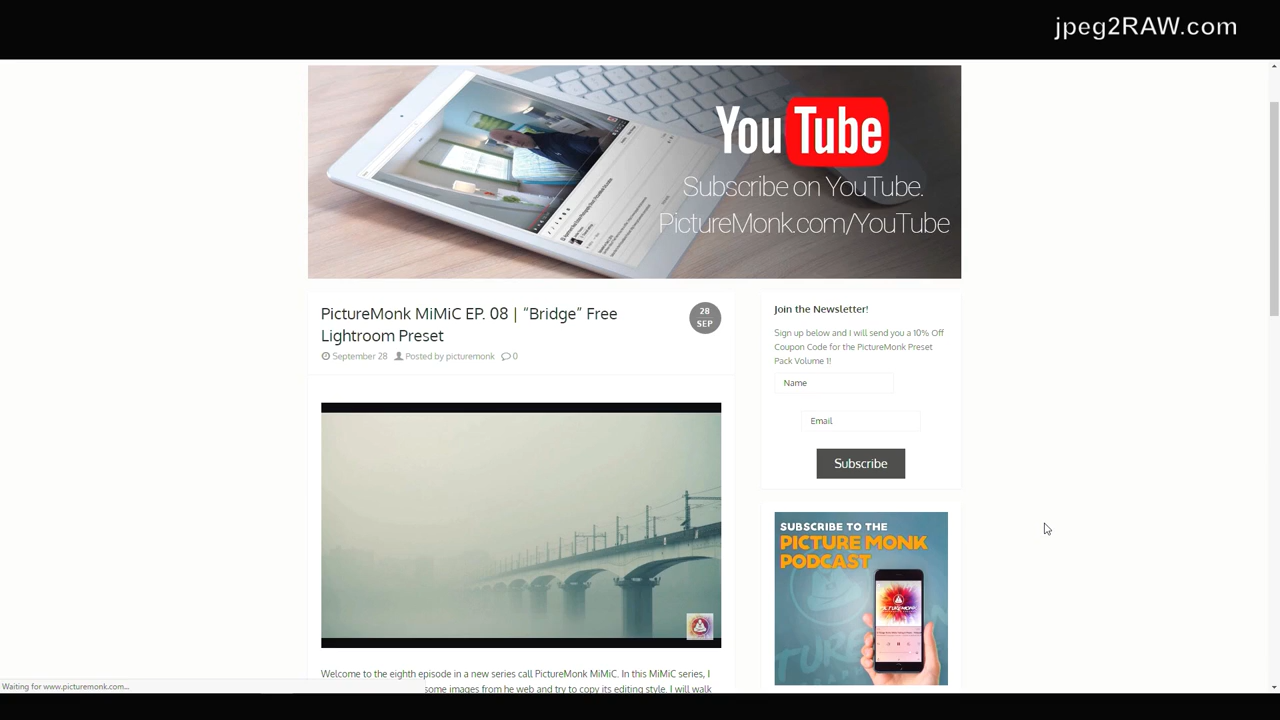 jpeg2RAW.com
YouTube
Subscribe on YouTube.
PictureMonk.com/YouTube
PictureMonk MiMiC EP. 08 | “Bridge” Free
Lightroom Preset
28
SEP
September 28 Posted by picturemonk 0
Join the Newsletter!
Sign up below and I will send you a 10% Off
Coupon Code for the PictureMonk Preset
Pack Volume 1!
Name
Email
Subscribe
SUBSCRIBE TO THE
PICTURE MONK
PODCAST
Welcome to the eighth episode in a new series call PictureMonk MiMiC. In this MiMiC series, I
some images from he web and try to copy its editing style. I will walk
Waiting for www.picturemonk.com...